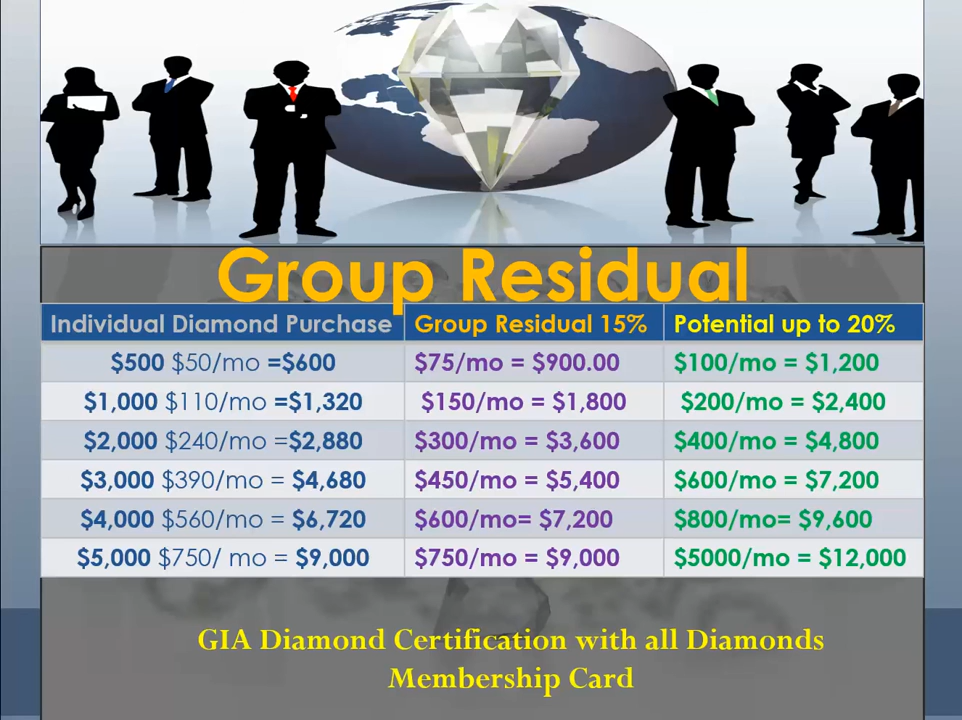 Group Residual
Individual Diamond Purchase Group Residual 15% Potential up to 20%
$500 $50/mo =$600 $75/mo = $900.00 $100/mo = $1,200
$1,000 $110/mo =$1,320 $150/mo = $1,800 $200/mo = $2,400
$2,000 $240/mo =$2,880 $300/mo = $3,600 $400/mo = $4,800
$3,000 $390/mo = $4,680 $450/mo = $5,400 $600/mo = $7,200
$4,000 $560/mo = $6,720 $600/mo= $7,200 $800/mo= $9,600
$5,000 $750/ mo = $9,000 $750/mo = $9,000 $5000/mo = $12,000
GIA Diamond Certification with all Diamonds
Membership Card